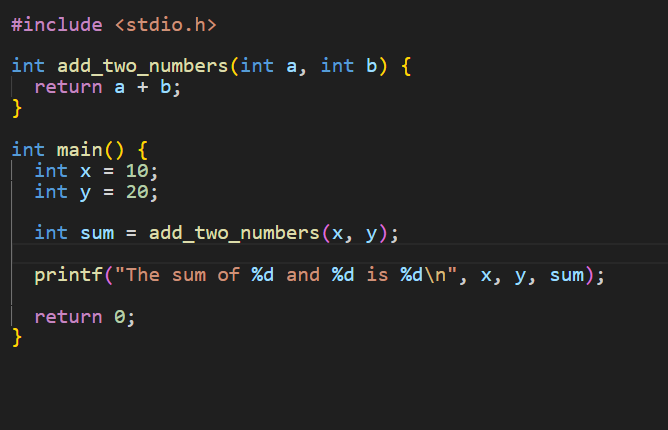 #include <stdio.h>
int add_two_numbers(int a, int b) {
  return a + b;
}
int main() {
  int x = 10;
  int y = 20;
  int sum = add_two_numbers(x, y);
  printf("The sum of %d and %d is %d\n", x, y, sum);
  return 0;
}